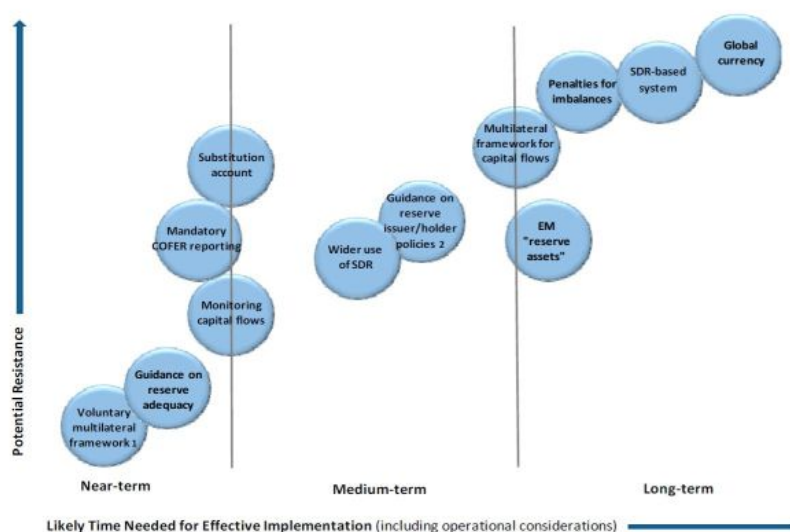 Global
currency
SDR-based
system
Penalties for
imbalances
Multilateral
framework for
capital flows
Substitution
account
Guidance on
reserve
issuer/holder
policies 2
Mandatory
COFER reporting
Wider use
of SDR
EM
"reserve
assets"
Monitoring
capital flows
Guidance on
reserve
adequacy
Voluntary
multilateral
framework 1
Potential Resistance
Near-term
Medium-term
Long-term
Likely Time Needed for Effective Implementation (including operational considerations)